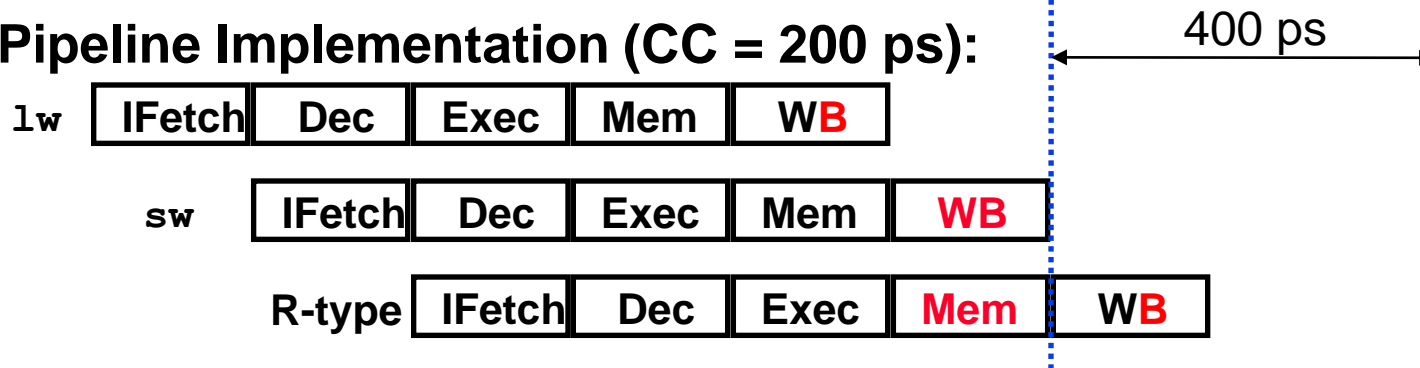 Pipeline Implementation (CC = 200 ps):
400 ps
lw IFetch Dec Exec Mem WB
sw IFetch Dec Exec Mem WB
R-type IFetch Dec Exec Mem WB